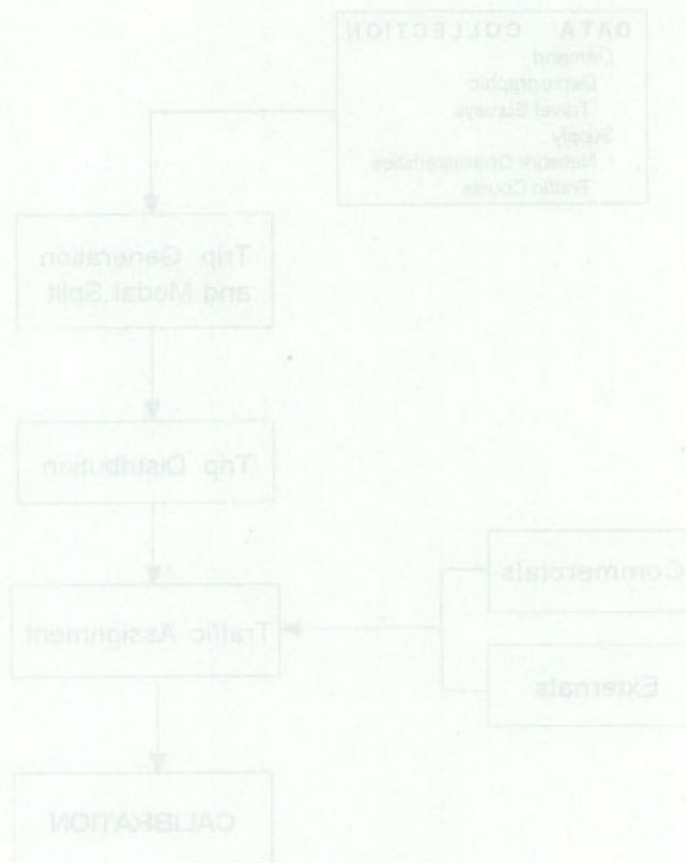 DATA COLLECTION
Demand
Demographic
Travel Surveys
Supply
Network Characteristics
Traffic Counts
Trip Generation
and Modal Split
Trip Distribution
Traffic Assignment
Commercials
Externals
CALIBRATION